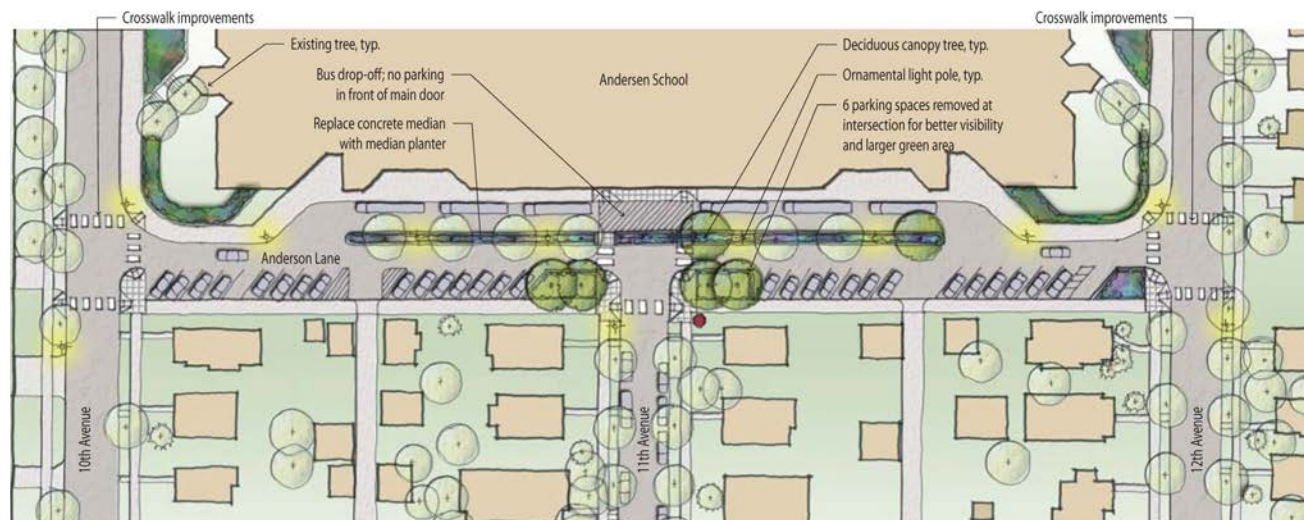 Crosswalk improvements
Crosswalk improvements
Existing tree, typ.
Bus drop-off; no parking
in front of main door
Replace concrete median
with median planter
Andersen School
Deciduous canopy tree, typ.
Ornamental light pole, typ.
6 parking spaces removed at
intersection for better visibility
and larger green area
Anderson Lane
10th Avenue
11th Avenue
12th Avenue